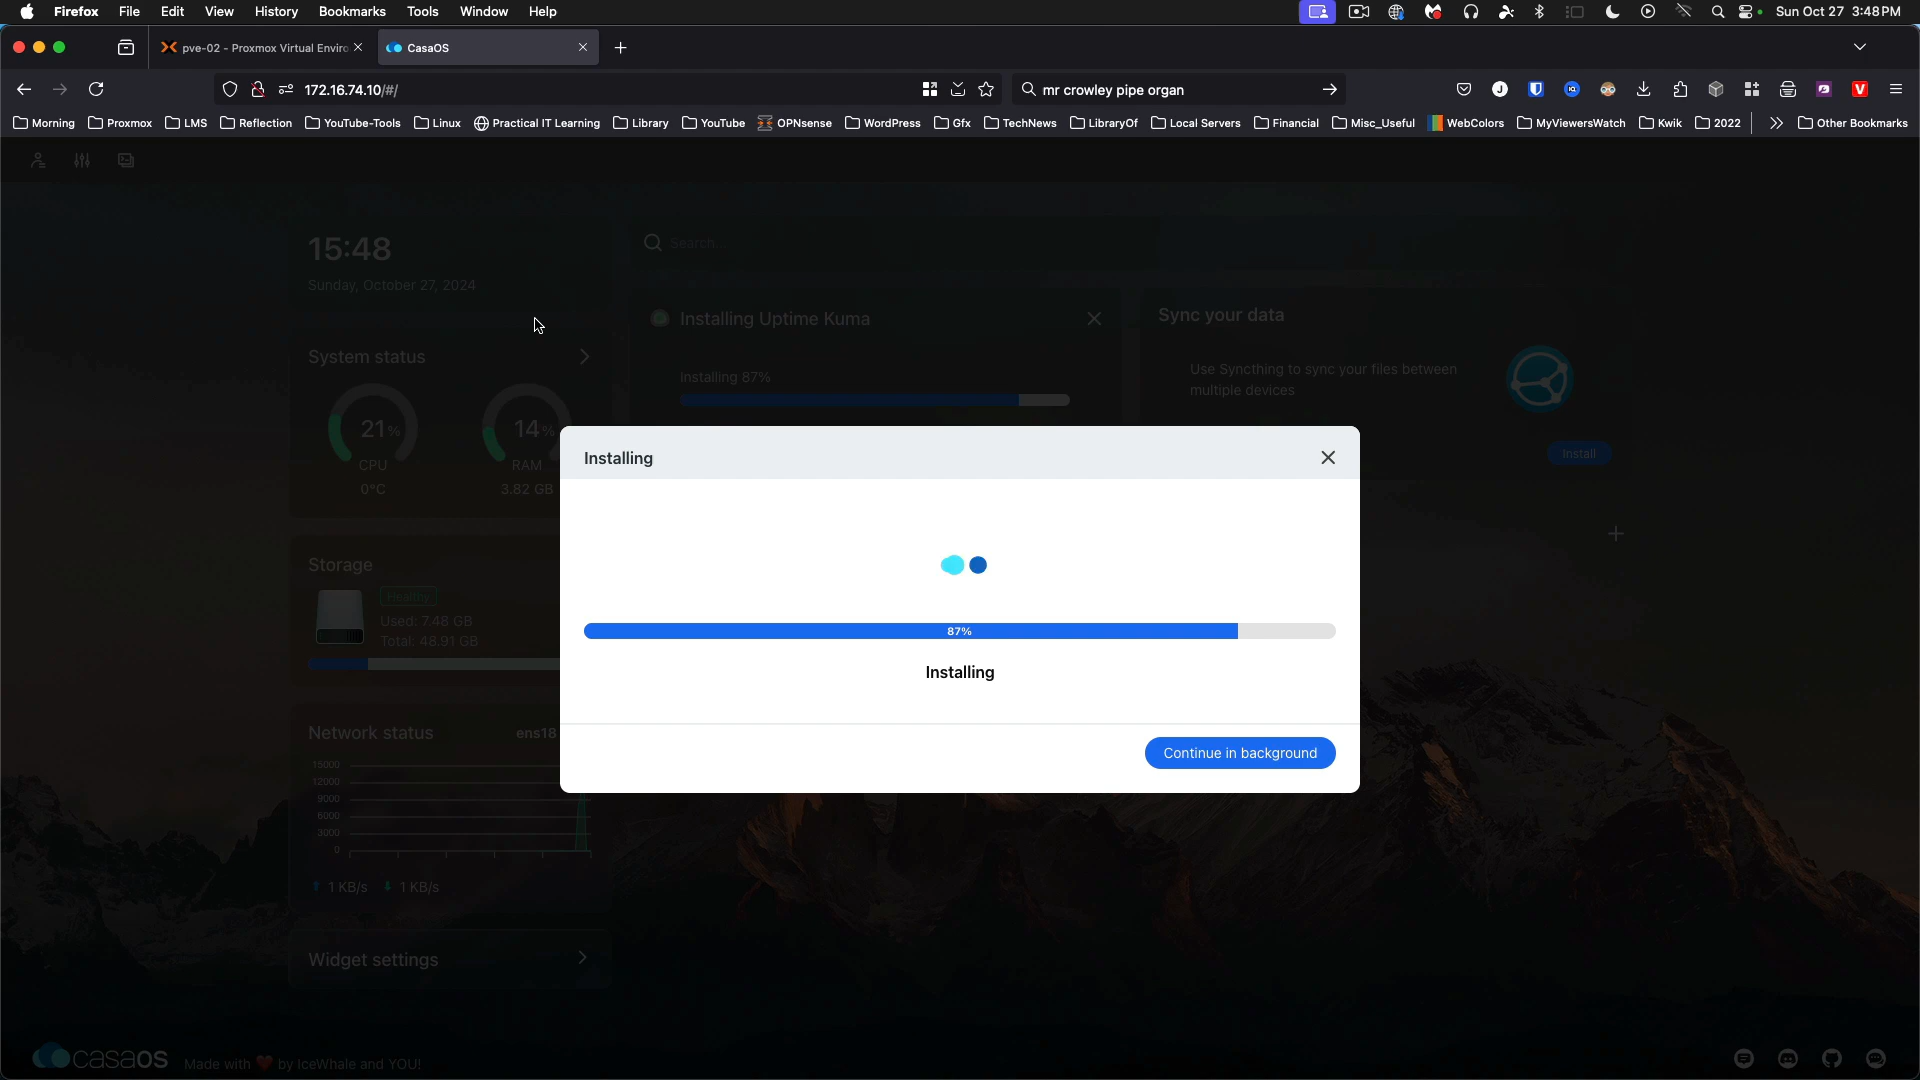 Firefox File Edit View History Bookmarks Tools Window Help
Sun Oct 27 3:48 PM
pve-02 - Proxmox Virtual Enviro
CasaOS
172.16.74.10/#/
mr crowley pipe organ
Morning Proxmox LMS Reflection YouTube-Tools Linux Practical IT Learning Library YouTube OPNsense WordPress Gfx TechNews LibraryOf Local Servers Financial Misc_Useful WebColors MyViewersWatch Kwik 2022 Other Bookmarks
15:48
Sunday, October 27, 2024
Search...
Installing Uptime Kuma
Installing 87%
Sync your data
Use Syncthing to sync your files between
multiple devices
Install
System status
21% 14%
CPU RAM
0°C 3.82 GB
Installing
87%
Installing
Continue in background
Storage
Healthy
Used: 7.48 GB
Total: 48.91 GB
Network status ens18
15000
12000
9000
6000
3000
0
1 KB/s 1 KB/s
Widget settings
casaOS Made with ❤️ by IceWhale and YOU!